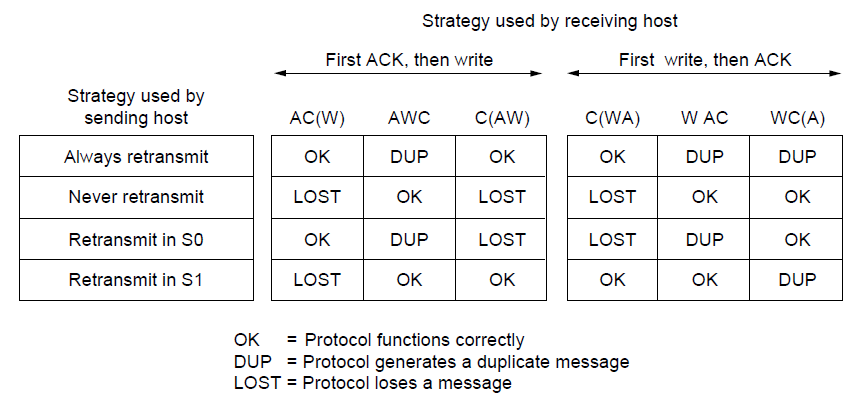 Strategy used by receiving host
First ACK, then write First write, then ACK
Strategy used by
sending host
AC(W) AWC C(AW) C(WA) W AC WC(A)
Always retransmit OK DUP OK OK DUP DUP
Never retransmit LOST OK LOST LOST OK OK
Retransmit in S0 OK DUP LOST LOST DUP OK
Retransmit in S1 LOST OK OK OK OK DUP
OK = Protocol functions correctly
DUP = Protocol generates a duplicate message
LOST = Protocol loses a message